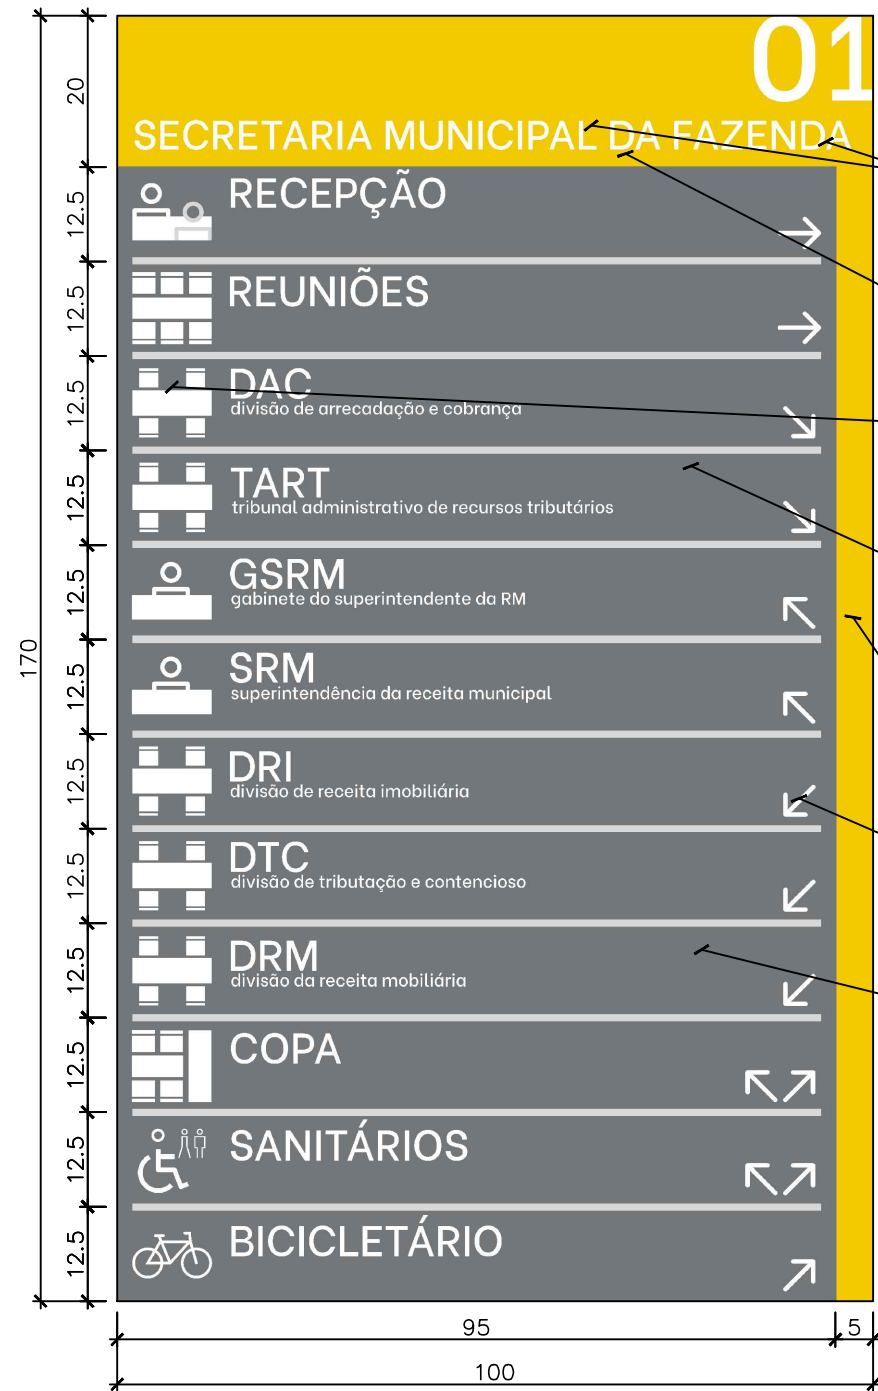 01
20
SECRETARIA MUNICIPAL DA FAZENDA
12.5
RECEPÇÃO
12.5
REUNIÕES
12.5
DAC
divisão de arrecadação e cobrança
12.5
TART
tribunal administrativo de recursos tributários
12.5
GSRM
gabinete do superintendente da RM
170
12.5
SRM
superintendência da receita municipal
12.5
DRI
divisão de receita imobiliária
12.5
DTC
divisão de tributação e contencioso
12.5
DRM
divisão da receita mobiliária
12.5
COPA
12.5
SANITÁRIOS
12.5
BICICLETÁRIO
95
5
100